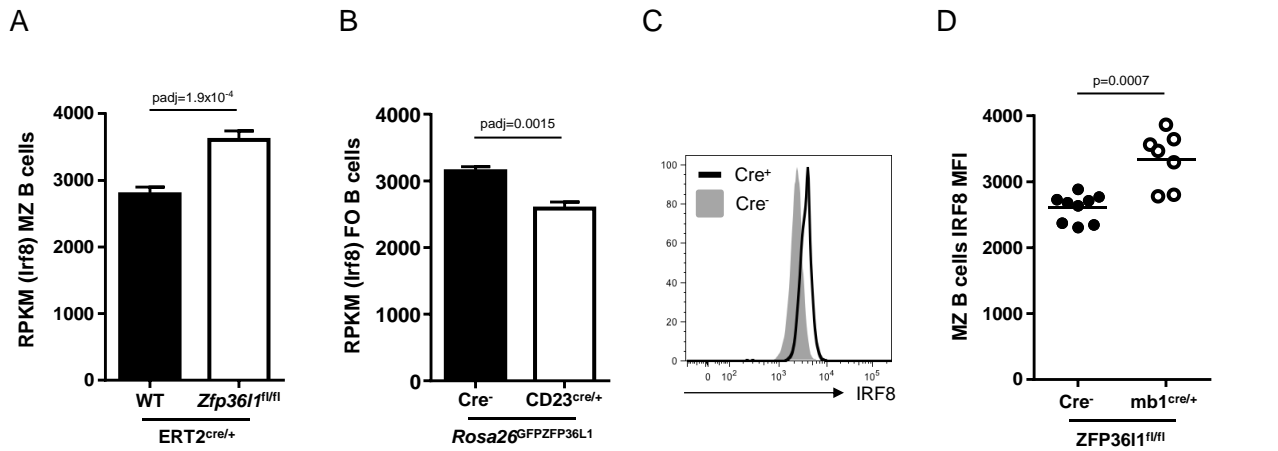 A
padj=1.9x10⁻⁴
4000
3000
2000
1000
0
RPKM (Irf8) MZ B cells
WT
Zfp36l1fl/fl
ERT2cre/+
B
padj=0.0015
4000
3000
2000
1000
0
RPKM (Irf8) FO B cells
Cre⁻
CD23cre/+
Rosa26GFPZFP36L1
C
Cre⁺
Cre⁻
100
80
60
40
20
0
0
10²
10³
10⁴
10⁵
IRF8
D
p=0.0007
4000
3000
2000
1000
0
MZ B cells IRF8 MFI
Cre⁻
mb1cre/+
ZFP36l1fl/fl